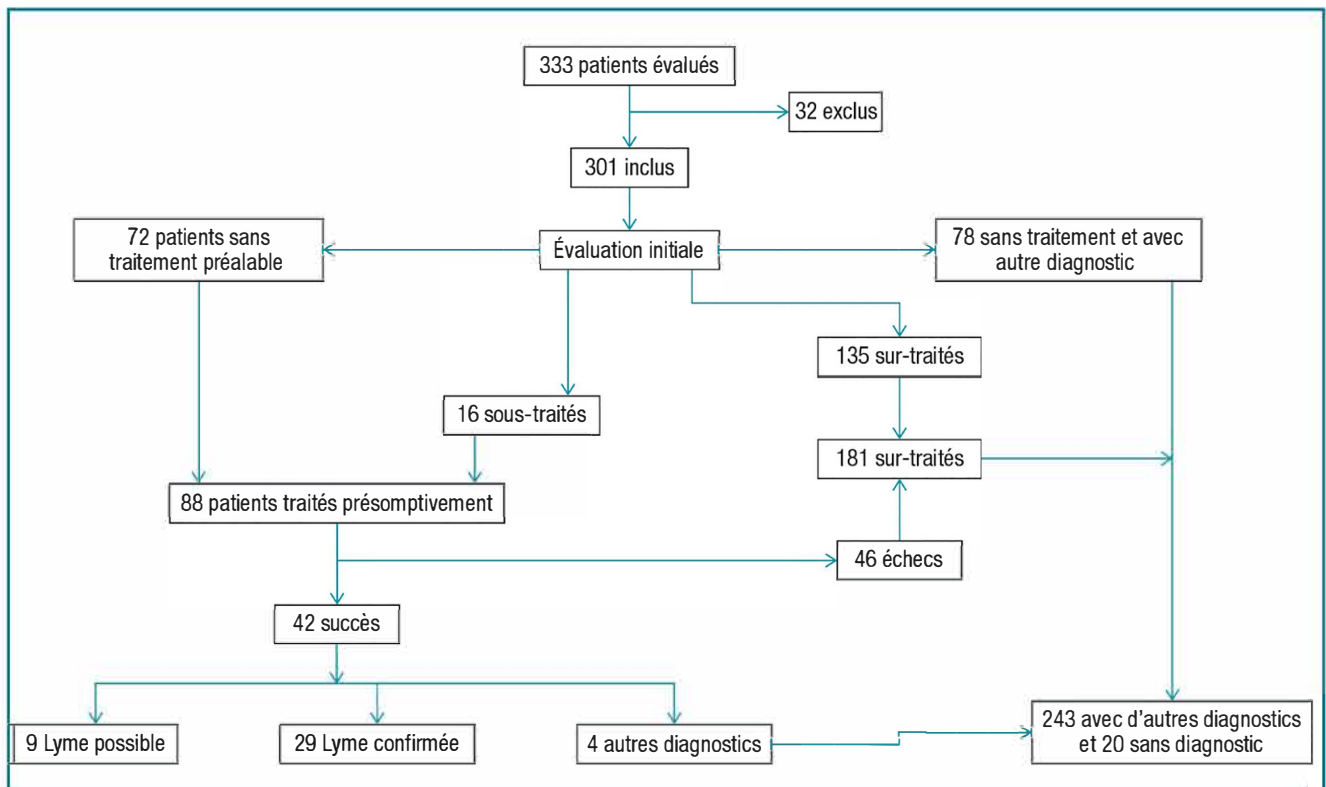 333 patients évalués
32 exclus
301 inclus
72 patients sans
traitement préalable
Évaluation initiale
78 sans traitement et avec
autre diagnostic
135 sur-traités
16 sous-traités
181 sur-traités
88 patients traités présomptivement
46 échecs
42 succès
9 Lyme possible
29 Lyme confirmée
4 autres diagnostics
243 avec d'autres diagnostics
et 20 sans diagnostic